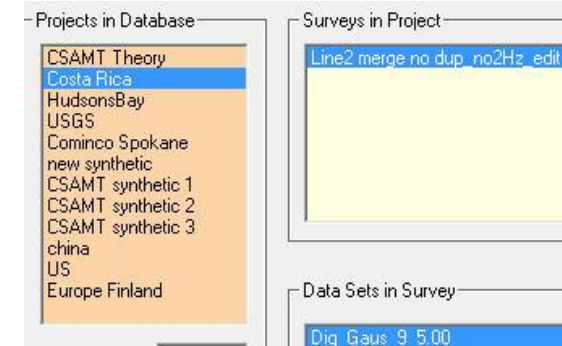 Projects in Database
CSAMT Theory
Costa Rica
HudsonsBay
USGS
Cominco Spokane
new synthetic
CSAMT synthetic 1
CSAMT synthetic 2
CSAMT synthetic 3
china
US
Europe Finland
Surveys in Project
Line2 merge no dup_no2Hz_edit
Data Sets in Survey
Dig_Gaus_9_5.00